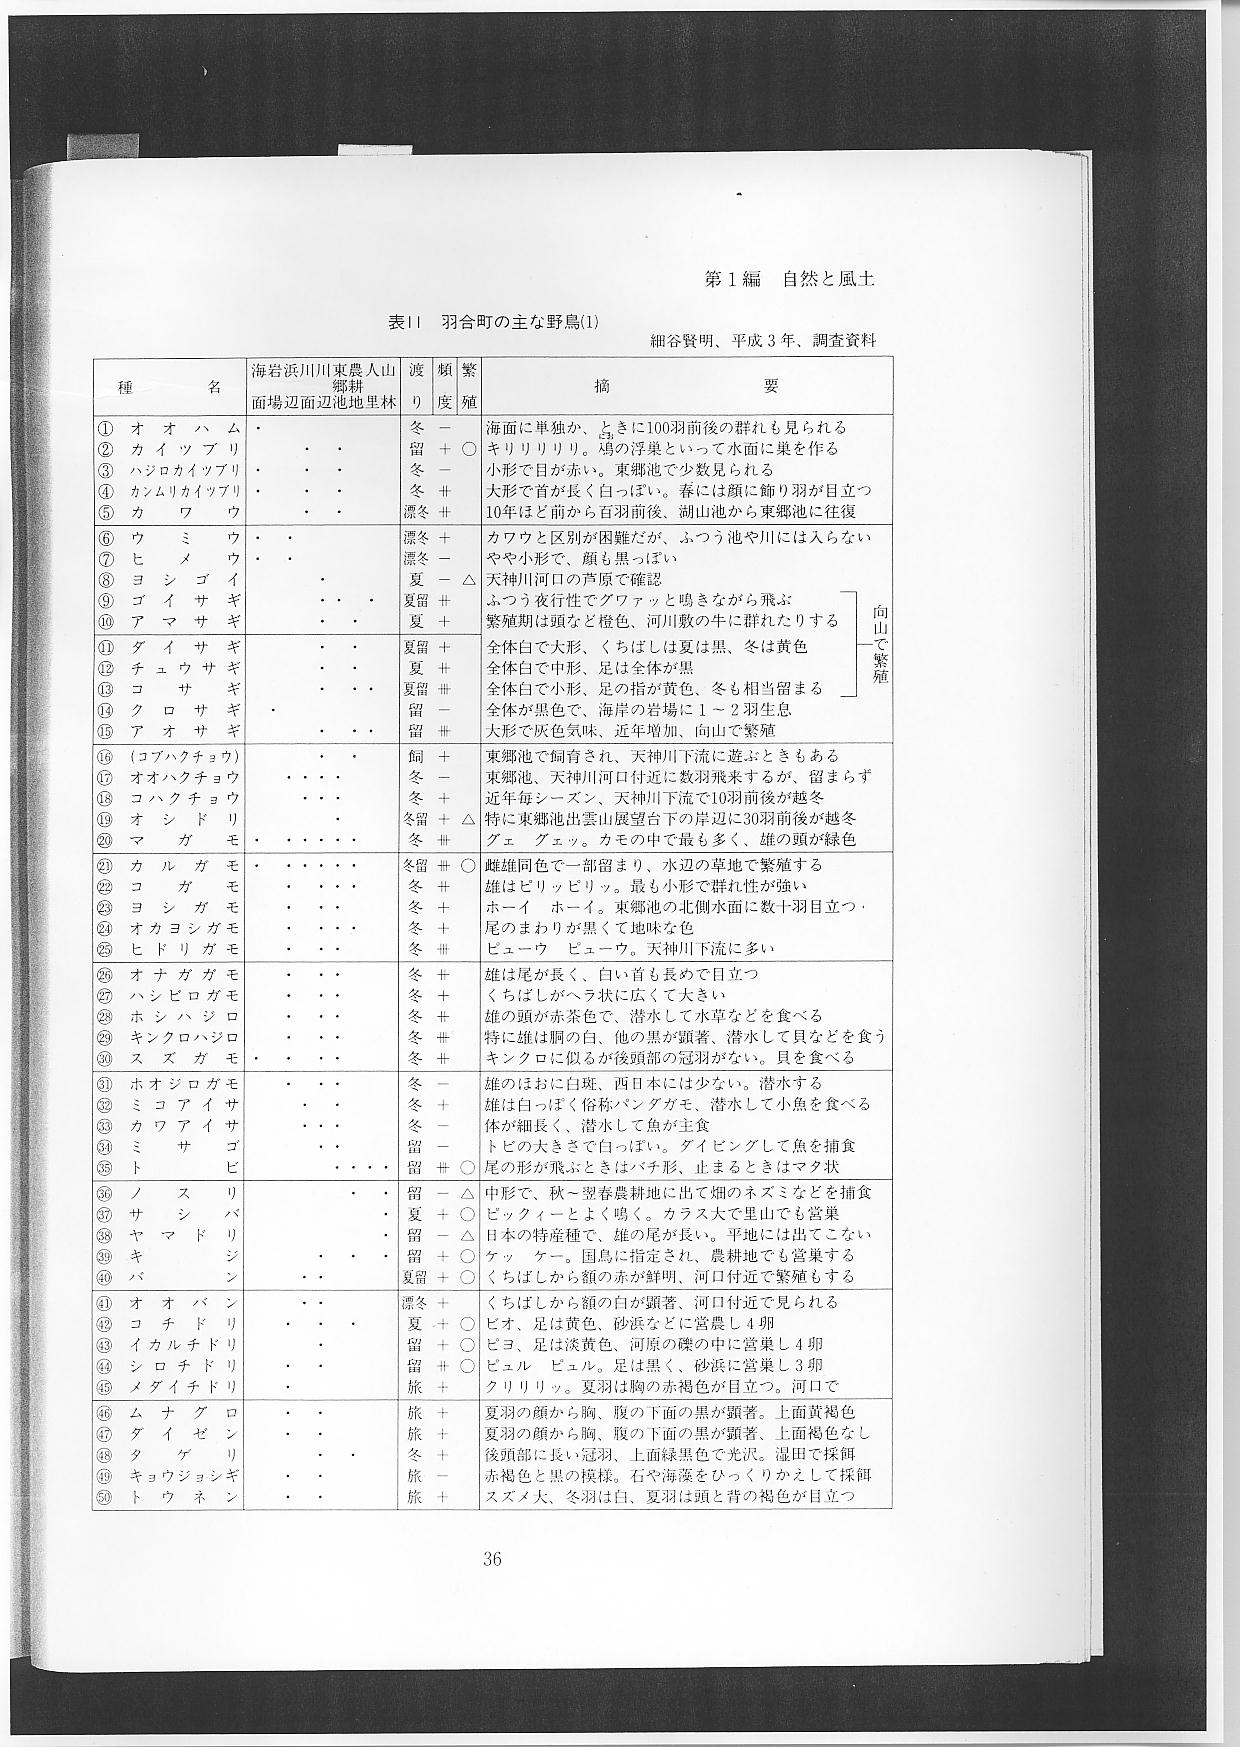 第1編　自然と風土
表11　羽合町の主な野鳥(1)
細谷賢明、平成3年、調査資料
種　名　海面　岩場　浜辺　川面　川辺　東郷池　農耕地　人里　山林　渡り　頻度　繁殖　摘　要
① オオハム ・ 冬 − 海面に単独か、ときに100羽前後の群れも見られる
② カイツブリ ・ ・ 留 + ○ キリリリリリ。鳰の浮巣といって水面に巣を作る
③ ハジロカイツブリ ・ ・ ・ 冬 − 小形で目が赤い。東郷池で少数見られる
④ カンムリカイツブリ ・ ・ ・ 冬 ⧺ 大形で首が長く白っぽい。春には顔に飾り羽が目立つ
⑤ カワウ ・ ・ 漂冬 ⧺ 10年ほど前から百羽前後、湖山池から東郷池に往復
⑥ ウミウ ・ ・ 漂冬 + カワウと区別が困難だが、ふつう池や川には入らない
⑦ ヒメウ ・ ・ 漂冬 − やや小形で、顔も黒っぽい
⑧ ヨシゴイ ・ 夏 − △ 天神川河口の芦原で確認
⑨ ゴイサギ ・ ・ ・ 夏留 ⧺ ふつう夜行性でグワァッと鳴きながら飛ぶ
⑩ アマサギ ・ ・ 夏 + 繁殖期は頭など橙色、河川敷の牛に群れたりする
向山で繁殖
⑪ ダイサギ ・ ・ 夏留 + 全体白で大形、くちばしは夏は黒、冬は黄色
⑫ チュウサギ ・ ・ 夏 ⧺ 全体白で中形、足は全体が黒
⑬ コサギ ・ ・ ・ 夏留 ⧻ 全体白で小形、足の指が黄色、冬も相当留まる
⑭ クロサギ ・ 留 − 全体が黒色で、海岸の岩場に1～2羽生息
⑮ アオサギ ・ ・ ・ 留 ⧻ 大形で灰色気味、近年増加、向山で繁殖
⑯ (コブハクチョウ) ・ ・ 飼 + 東郷池で飼育され、天神川下流に遊ぶときもある
⑰ オオハクチョウ ・ ・ ・ ・ 冬 − 東郷池、天神川河口付近に数羽飛来するが、留まらず
⑱ コハクチョウ ・ ・ ・ 冬 + 近年毎シーズン、天神川下流で10羽前後が越冬
⑲ オシドリ ・ 冬留 + △ 特に東郷池出雲山展望台下の岸辺に30羽前後が越冬
⑳ マガモ ・ ・ ・ ・ ・ ・ 冬 ⧻ グェ　グェッ。カモの中で最も多く、雄の頭が緑色
㉑ カルガモ ・ ・ ・ ・ ・ 冬留 ⧻ ○ 雌雄同色で一部留まり、水辺の草地で繁殖する
㉒ コガモ ・ ・ ・ ・ 冬 ⧺ 雄はピリッピリッ。最も小形で群れ性が強い
㉓ ヨシガモ ・ ・ ・ 冬 + ホーイ　ホーイ。東郷池の北側水面に数十羽目立つ・
㉔ オカヨシガモ ・ ・ ・ ・ 冬 + 尾のまわりが黒くて地味な色
㉕ ヒドリガモ ・ ・ ・ 冬 ⧻ ピューウ　ピューウ。天神川下流に多い
㉖ オナガガモ ・ ・ ・ 冬 ⧺ 雄は尾が長く、白い首も長めで目立つ
㉗ ハシビロガモ ・ ・ ・ 冬 + くちばしがヘラ状に広くて大きい
㉘ ホシハジロ ・ ・ ・ 冬 ⧺ 雄の頭が赤茶色で、潜水して水草などを食べる
㉙ キンクロハジロ ・ ・ ・ 冬 ⧻ 特に雄は胴の白、他の黒が顕著、潜水して貝などを食う
㉚ スズガモ ・ ・ ・ ・ 冬 ⧺ キンクロに似るが後頭部の冠羽がない。貝を食べる
㉛ ホオジロガモ ・ ・ ・ 冬 − 雄のほおに白斑、西日本には少ない。潜水する
㉜ ミコアイサ ・ ・ 冬 + 雄は白っぽく俗称パンダガモ、潜水して小魚を食べる
㉝ カワアイサ ・ ・ ・ 冬 − 体が細長く、潜水して魚が主食
㉞ ミサゴ ・ ・ 留 − トビの大きさで白っぽい。ダイビングして魚を捕食
㉟ トビ ・ ・ ・ ・ 留 ⧻ ○ 尾の形が飛ぶときはバチ形、止まるときはマタ状
㊱ ノスリ ・ ・ 留 − △ 中形で、秋～翌春農耕地に出て畑のネズミなどを捕食
㊲ サシバ ・ 夏 + ○ ピックィーとよく鳴く。カラス大で里山でも営巣
㊳ ヤマドリ ・ 留 − △ 日本の特産種で、雄の尾が長い。平地には出てこない
㊴ キジ ・ ・ ・ 留 + ○ ケッ　ケー。国鳥に指定され、農耕地でも営巣する
㊵ バン ・ ・ 夏留 + ○ くちばしから額の赤が鮮明、河口付近で繁殖もする
㊶ オオバン ・ ・ 漂冬 + くちばしから額の白が顕著、河口付近で見られる
㊷ コチドリ ・ ・ ・ 夏 + ○ ピオ、足は黄色、砂浜などに営農し4卵
㊸ イカルチドリ ・ 留 + ○ ピヨ、足は淡黄色、河原の礫の中に営巣し4卵
㊹ シロチドリ ・ ・ 留 ⧺ ○ ピュル　ピュル。足は黒く、砂浜に営巣し3卵
㊺ メダイチドリ ・ 旅 + クリリリッ。夏羽は胸の赤褐色が目立つ。河口で
㊻ ムナグロ ・ ・ 旅 + 夏羽の顔から胸、腹の下面の黒が顕著。上面黄褐色
㊼ ダイゼン ・ ・ 旅 + 夏羽の顔から胸、腹の下面の黒が顕著、上面褐色なし
㊽ タゲリ ・ ・ 冬 + 後頭部に長い冠羽、上面緑黒色で光沢。湿田で採餌
㊾ キョウジョシギ ・ ・ 旅 − 赤褐色と黒の模様。石や海藻をひっくりかえして採餌
㊿ トウネン ・ ・ 旅 + スズメ大、冬羽は白、夏羽は頭と背の褐色が目立つ
36